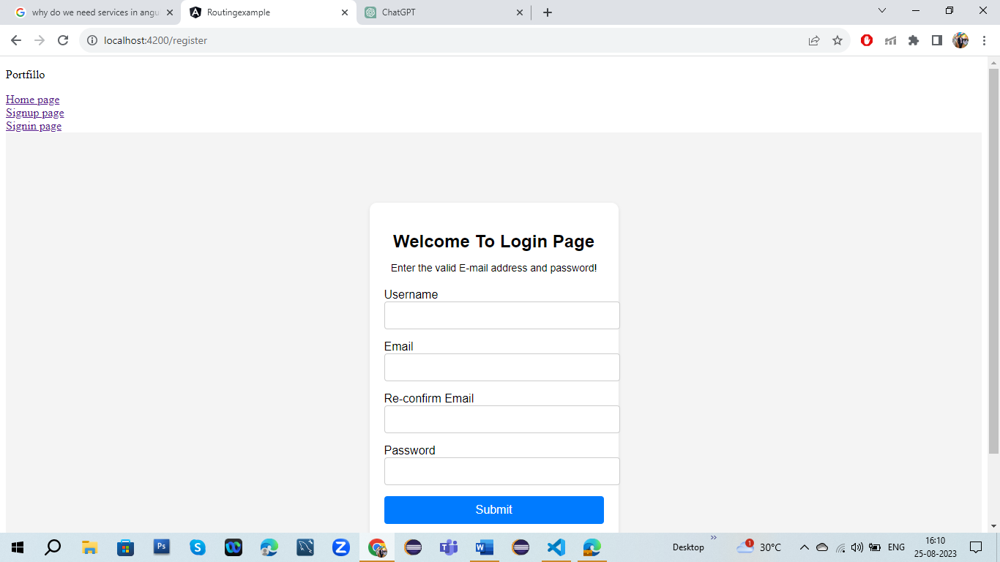 why do we need services in angu
Routingexample
ChatGPT
localhost:4200/register
Portfillo
Home page
Signup page
Signin page
Welcome To Login Page
Enter the valid E-mail address and password!
Username
Email
Re-confirm Email
Password
Submit
Ps
Desktop
1
30°C
ENG
16:10
25-08-2023